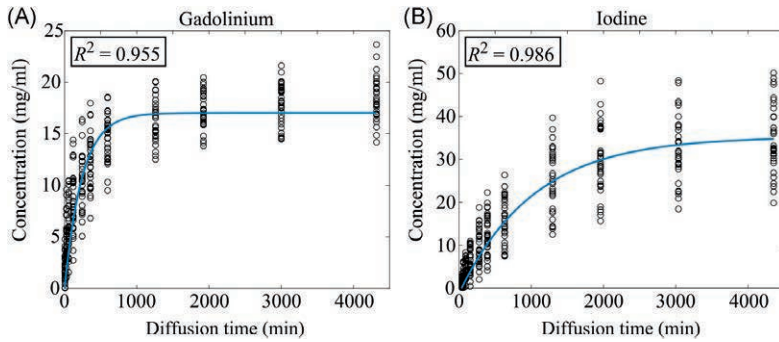 (A)
Gadolinium
R² = 0.955
Concentration (mg/ml)
25
20
15
10
5
0
0 1000 2000 3000 4000
Diffusion time (min)
(B)
Iodine
R² = 0.986
Concentration (mg/ml)
60
50
40
30
20
10
0
0 1000 2000 3000 4000
Diffusion time (min)